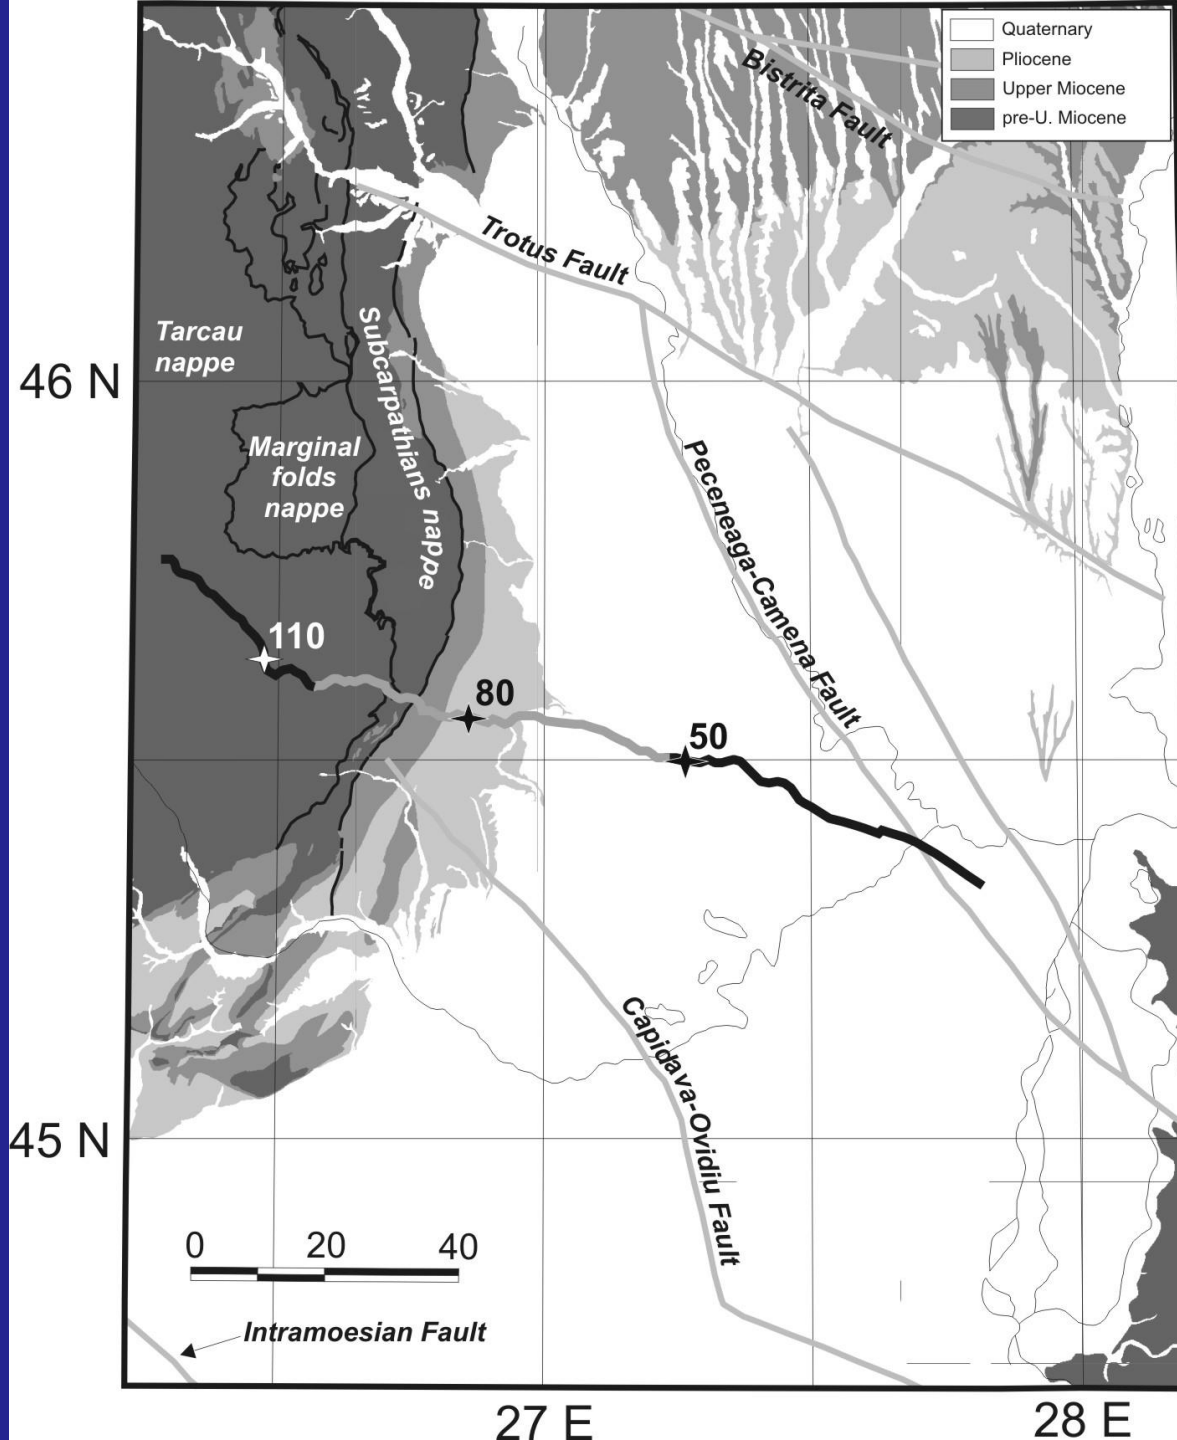 Quaternary
Pliocene
Upper Miocene
pre-U. Miocene
Bistrita Fault
Trotus Fault
Tarcau
nappe
Subcarpathians nappe
46 N
Marginal
folds
nappe
Peceneaga-Camena Fault
110
80
50
Capidava-Ovidiu Fault
45 N
0 20 40
Intramoesian Fault
27 E
28 E